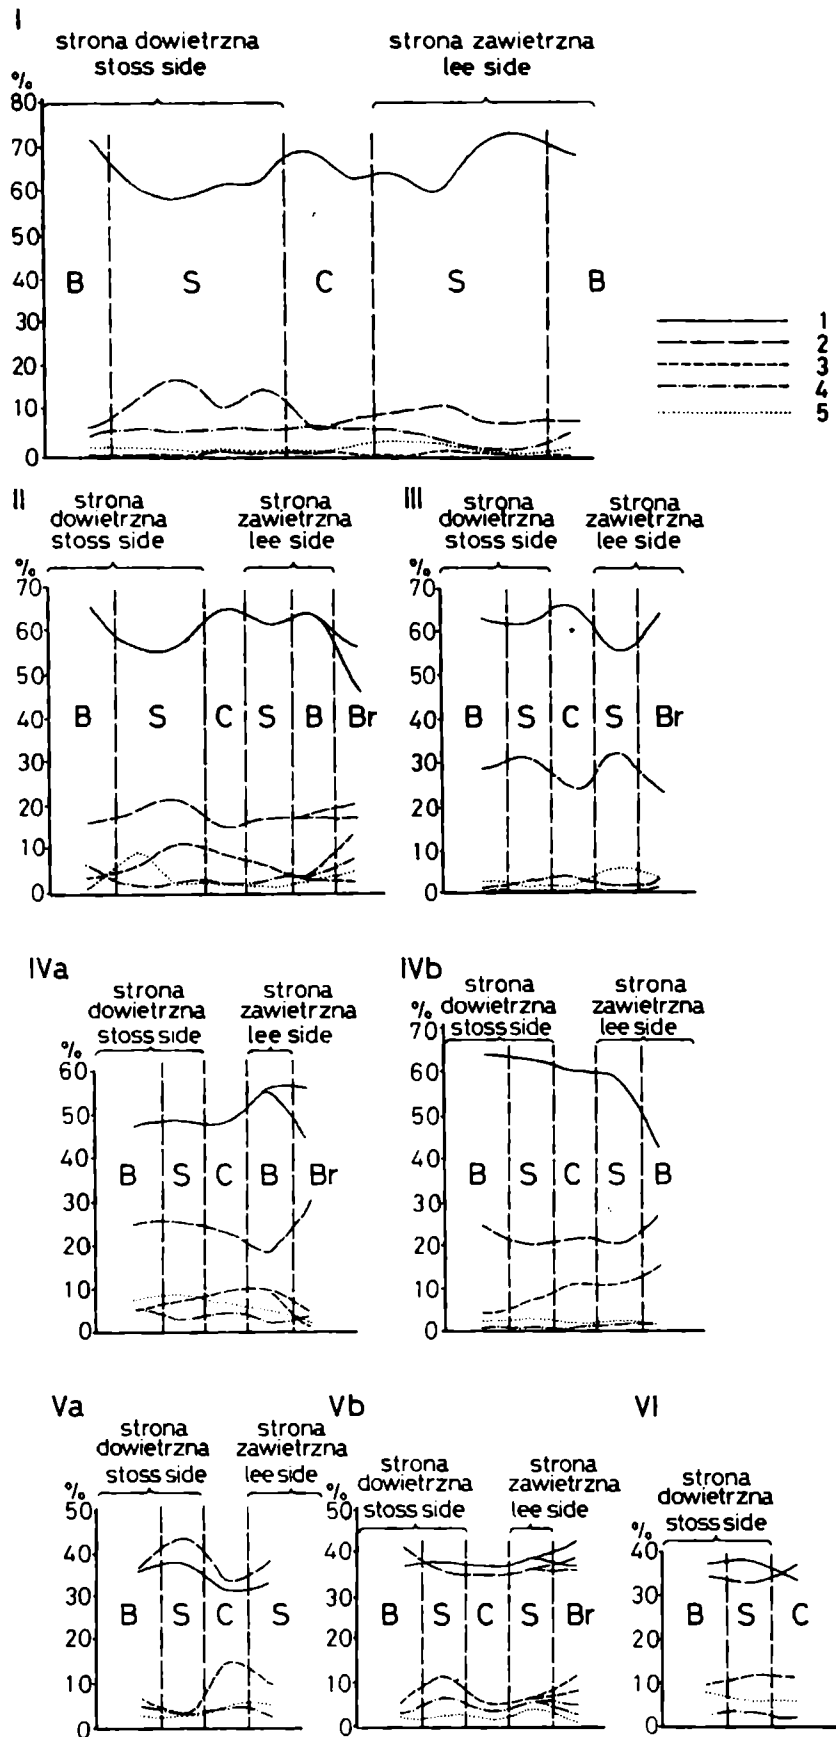 I
strona dowietrzna
stoss side
strona zawietrzna
lee side
%
80
70
60
50
40
30
20
10
0
B S C S B
1
2
3
4
5
II
strona
dowietrzna
stoss side
strona
zawietrzna
lee side
%
70
60
50
40
30
20
10
0
B S C S B Br
III
strona
dowietrzna
stoss side
strona
zawietrzna
lee side
%
70
60
50
40
30
20
10
0
B S C S Br
IVa
strona
dowietrzna
stoss side
strona
zawietrzna
lee side
%
60
50
40
30
20
10
0
B S C B Br
IVb
strona
dowietrzna
stoss side
strona
zawietrzna
lee side
%
70
60
50
40
30
20
10
0
B S C S B
Va
strona
dowietrzna
stoss side
strona
zawietrzna
lee side
%
50
40
30
20
10
0
B S C S
Vb
strona
dowietrzna
stoss side
strona
zawietrzna
lee side
%
50
40
30
20
10
0
B S C S Br
VI
strona
dowietrzna
stoss side
%
40
30
20
10
0
B S C